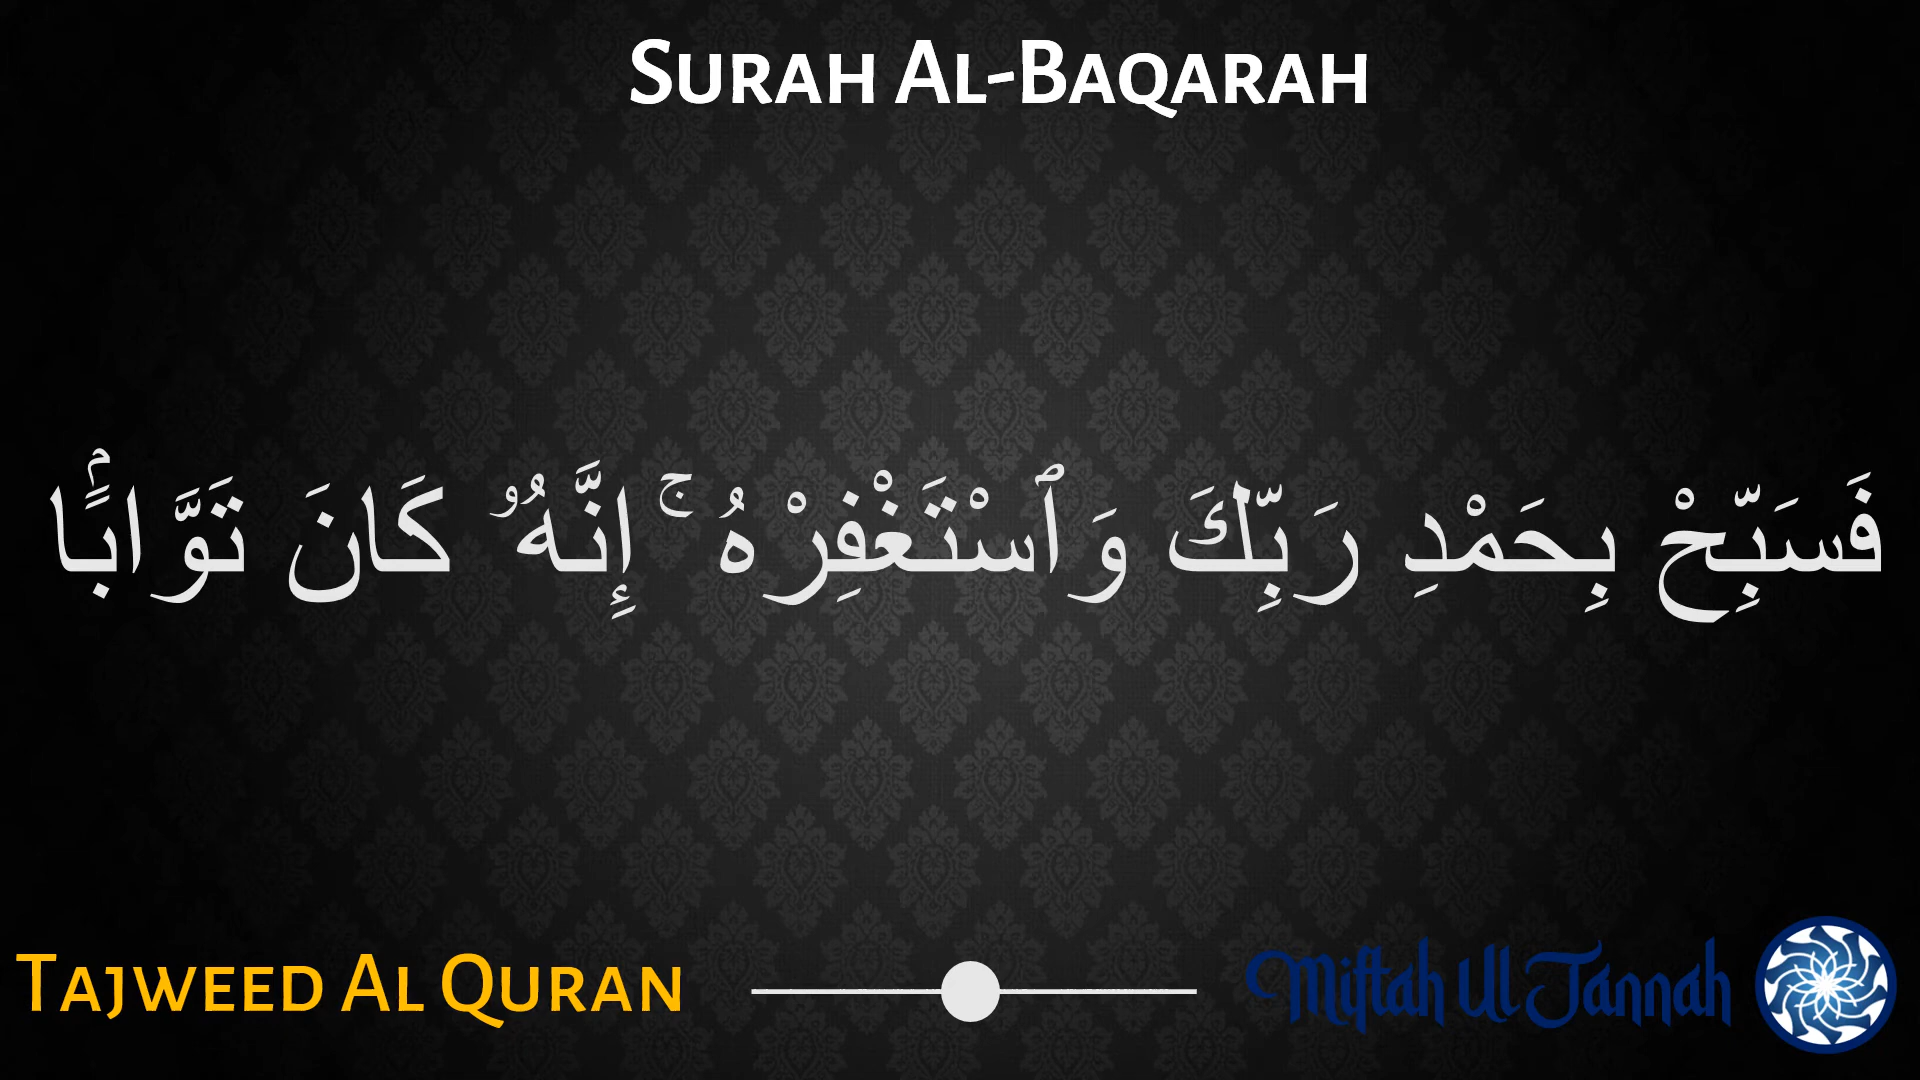 Surah Al-Baqarah
فَسَبِّحْ بِحَمْدِ رَبِّكَ وَٱسْتَغْفِرْهُ ۚ إِنَّهُۥ كَانَ تَوَّابًۢا
Tajweed Al Quran
Miftah Ul Jannah